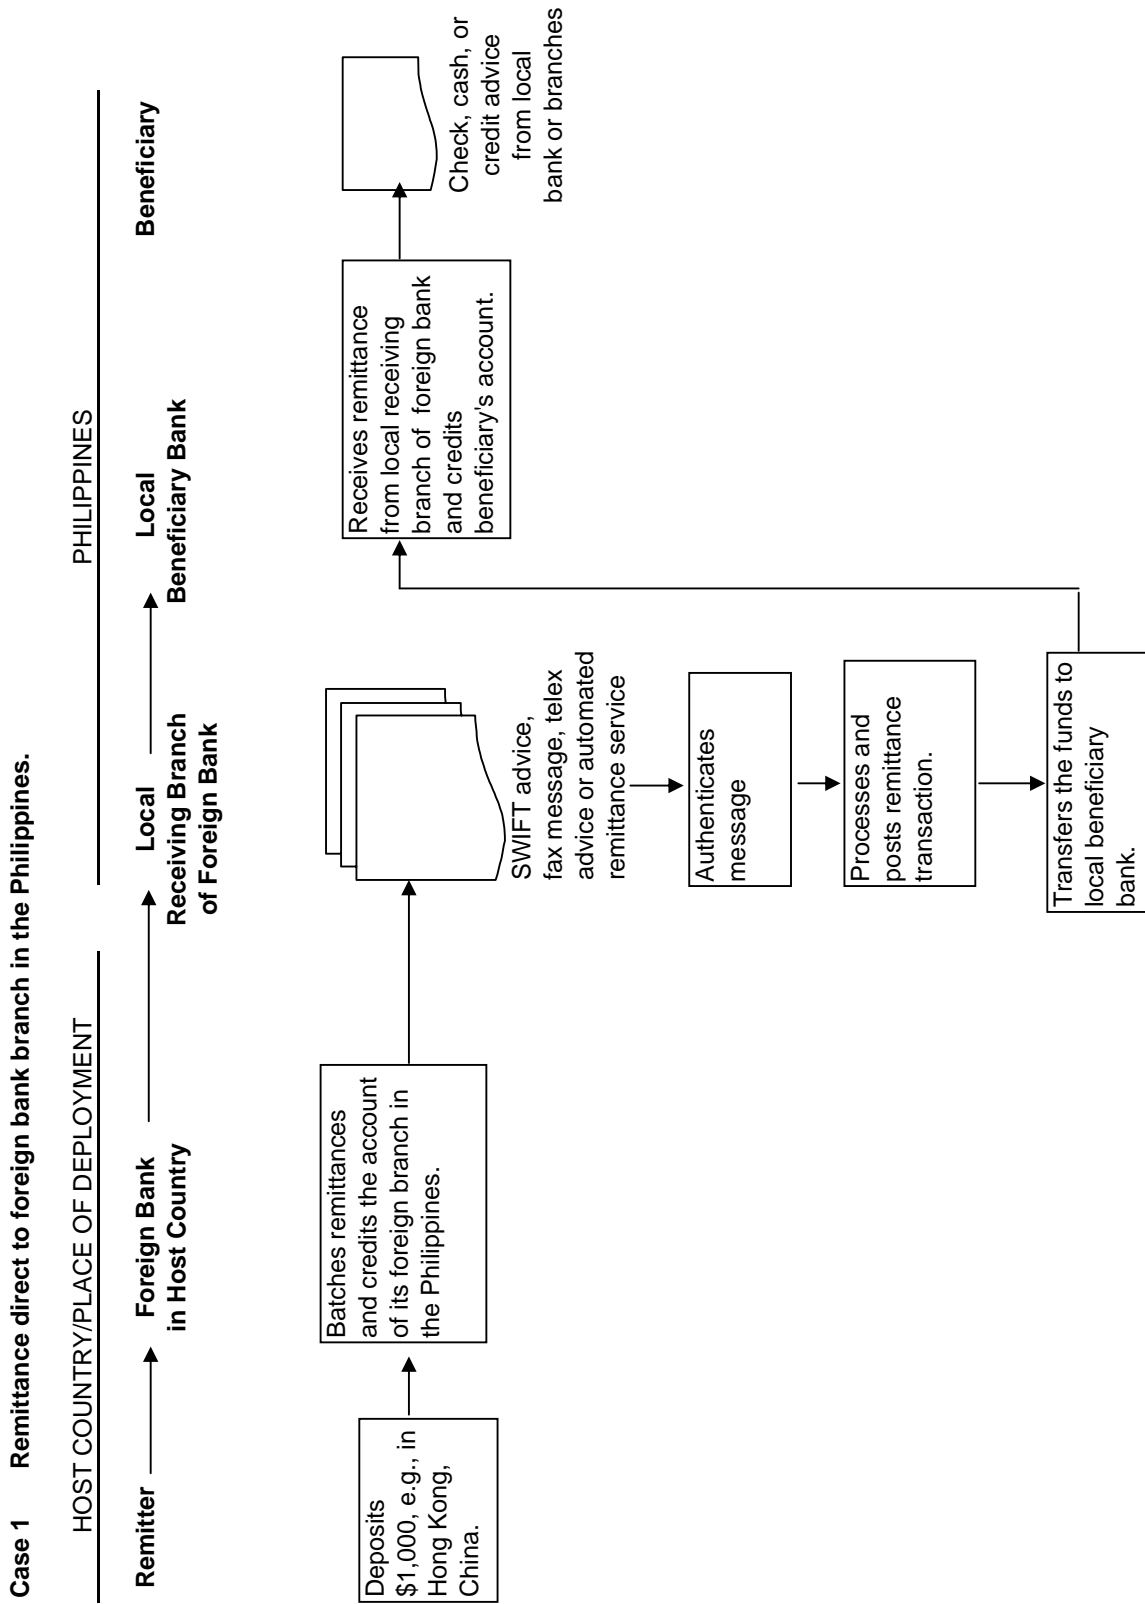 Case 1 Remittance direct to foreign bank branch in the Philippines.
HOST COUNTRY/PLACE OF DEPLOYMENT
PHILIPPINES
Remitter
Foreign Bank
in Host Country
Local
Receiving Branch
of Foreign Bank
Local
Beneficiary Bank
Beneficiary
Deposits
$1,000, e.g., in
Hong Kong,
China.
Batches remittances
and credits the account
of its foreign branch in
the Philippines.
SWIFT advice,
fax message, telex
advice or automated
remittance service
Authenticates
message
Processes and
posts remittance
transaction.
Transfers the funds to
local beneficiary
bank.
Receives remittance
from local receiving
branch of foreign bank
and credits
beneficiary's account.
Check, cash, or
credit advice
from local
bank or branches